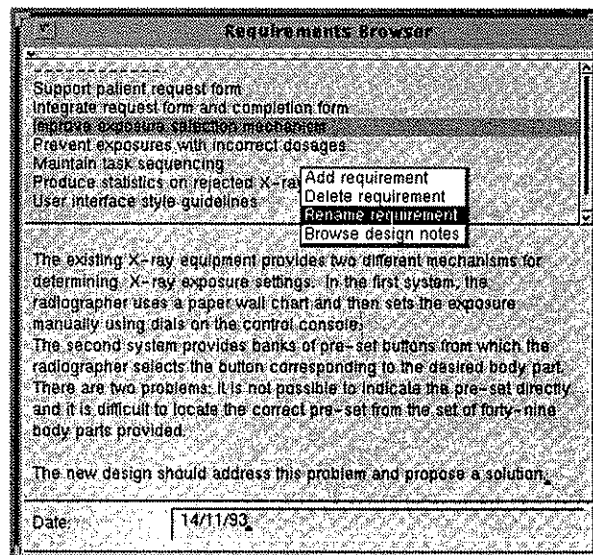 Requirements Browser
Support patient request form
Integrate request form and completion form
Improve exposure selection mechanism
Prevent exposures with incorrect dosages
Maintain task sequencing
Produce statistics on rejected X-ray
User interface style guidelines
Add requirement
Delete requirement
Rename requirement
Browse design notes
The existing X-ray equipment provides two different mechanisms for
determining X-ray exposure settings. In the first system, the
radiographer uses a paper wall chart and then sets the exposure
manually using dials on the control console.
The second system provides banks of pre-set buttons from which the
radiographer selects the button corresponding to the desired body part.
There are two problems: it is not possible to indicate the pre-set directly
and it is difficult to locate the correct pre-set from the set of forty-nine
body parts provided.
The new design should address this problem and propose a solution.
Date: 14/11/93